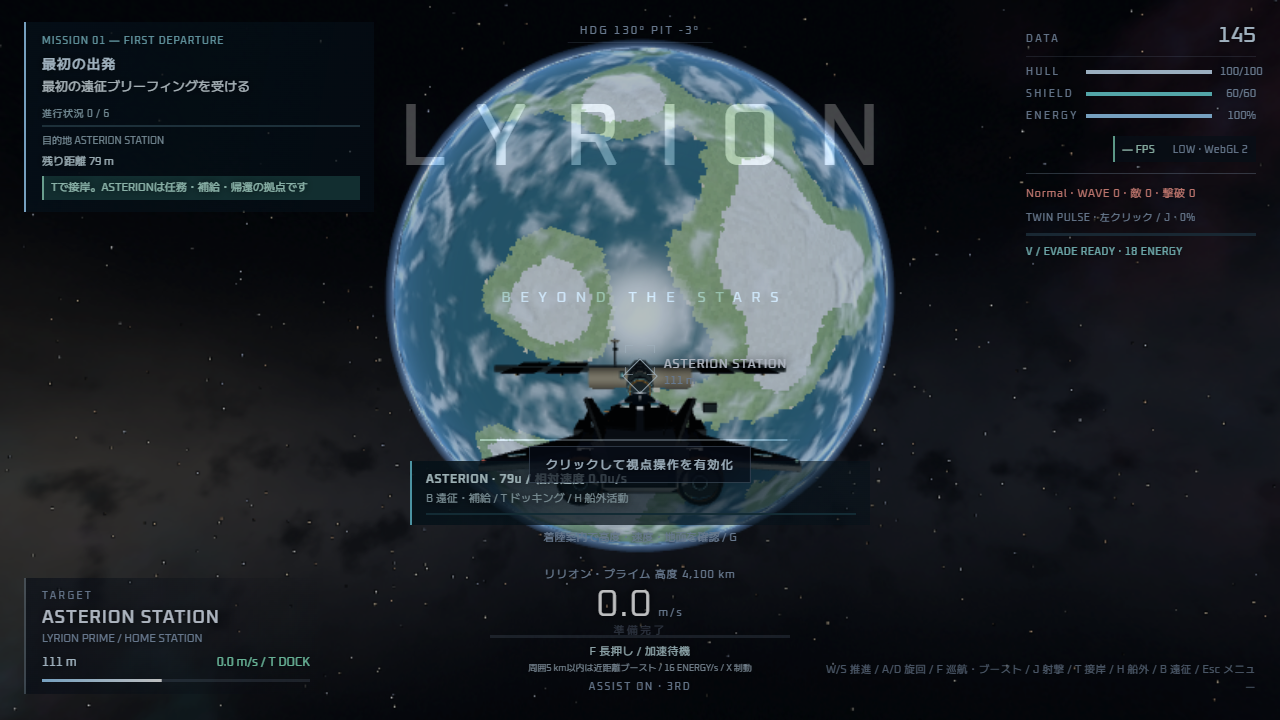 HDG 130° PIT -3°
MISSION 01 — FIRST DEPARTURE
最初の出発
最初の遠征ブリーフィングを受ける
進行状況 0 / 6
目的地 ASTERION STATION
残り距離 79 m
Tで接岸。ASTERIONは任務・補給・帰還の拠点です
DATA 145
HULL 100/100
SHIELD 60/60
ENERGY 100%
— FPS LOW · WebGL 2
Normal · WAVE 0 · 敵 0 · 撃破 0
TWIN PULSE · 左クリック / J · 0%
V / EVADE READY · 18 ENERGY
LYRION
BEYOND THE STARS
ASTERION STATION
クリックして視点操作を有効化
ASTERION · 79u / 相対速度 0.0u/s
B 遠征・補給 / T ドッキング / H 船外活動
リリオン・プライム 高度 4,100 km
0.0 m/s
準備完了
F 長押し / 加速待機
周囲5 km以内は近距離ブースト / 16 ENERGY/s / X 制動
ASSIST ON · 3RD
TARGET
ASTERION STATION
LYRION PRIME / HOME STATION
111 m 0.0 m/s / T DOCK
W/S 推進 / A/D 旋回 / F 巡航・ブースト / J 射撃 / T 接岸 / H 船外 / B 遠征 / Esc メニュー